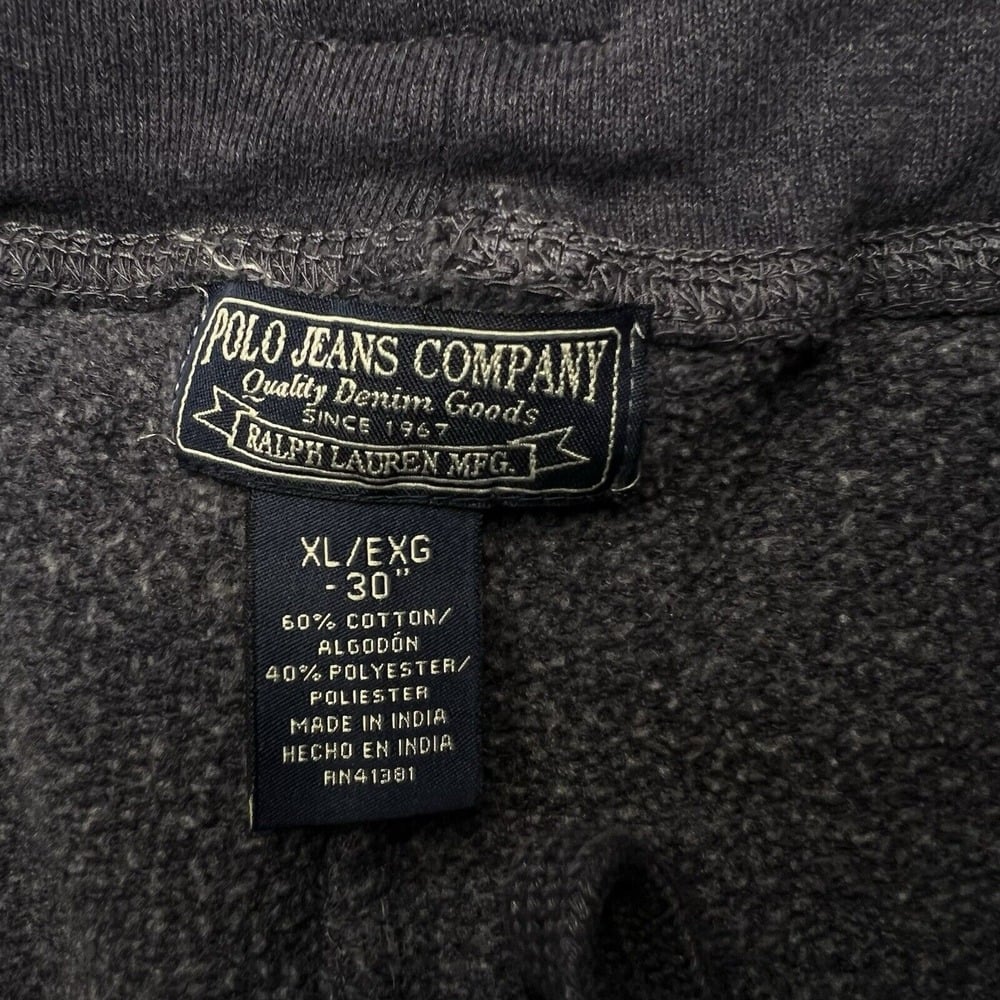 POLO JEANS COMPANY
Quality Denim Goods
SINCE 1967
RALPH LAUREN MFG.
XL/EXG
-30"
60% COTTON/
ALGODÓN
40% POLYESTER/
POLIESTER
MADE IN INDIA
HECHO EN INDIA
RN41381